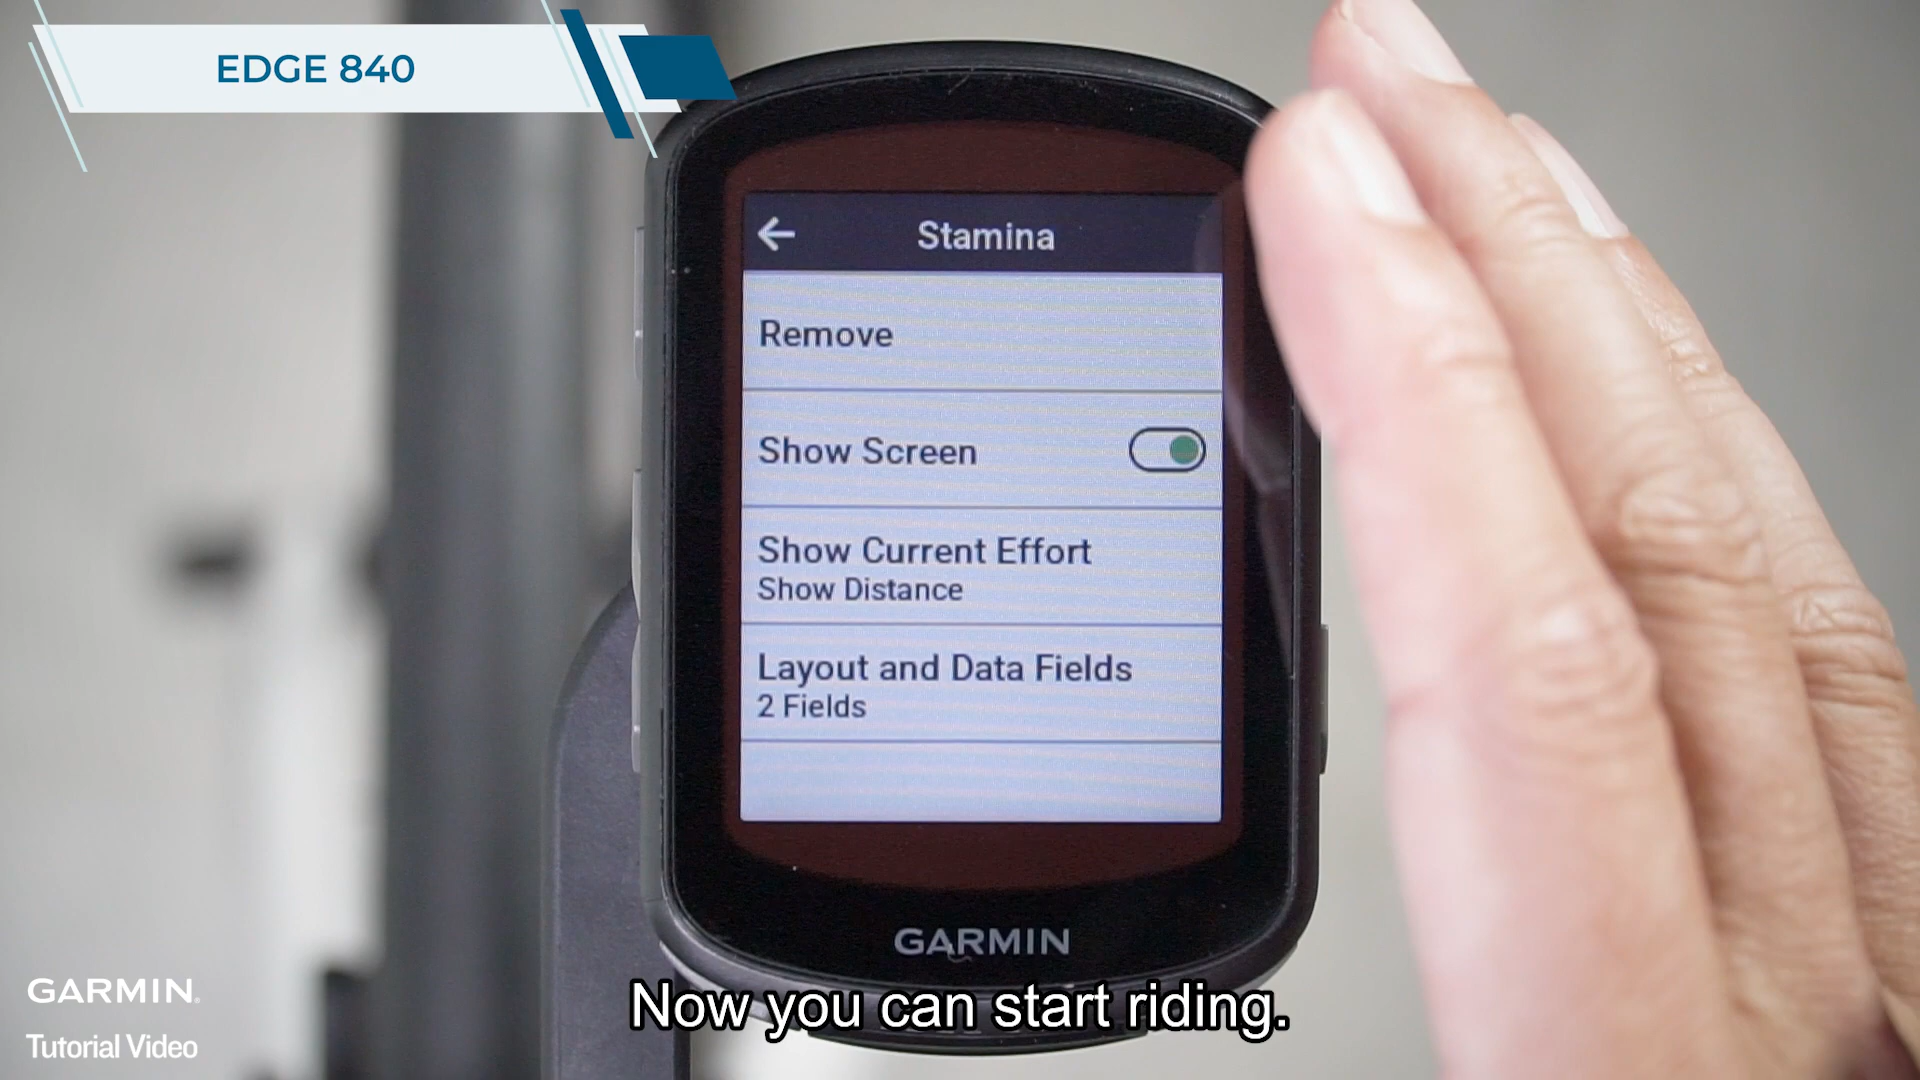 EDGE 840
Stamina
Remove
Show Screen
Show Current Effort
Show Distance
Layout and Data Fields
2 Fields
GARMIN
Now you can start riding.
GARMIN.
Tutorial Video